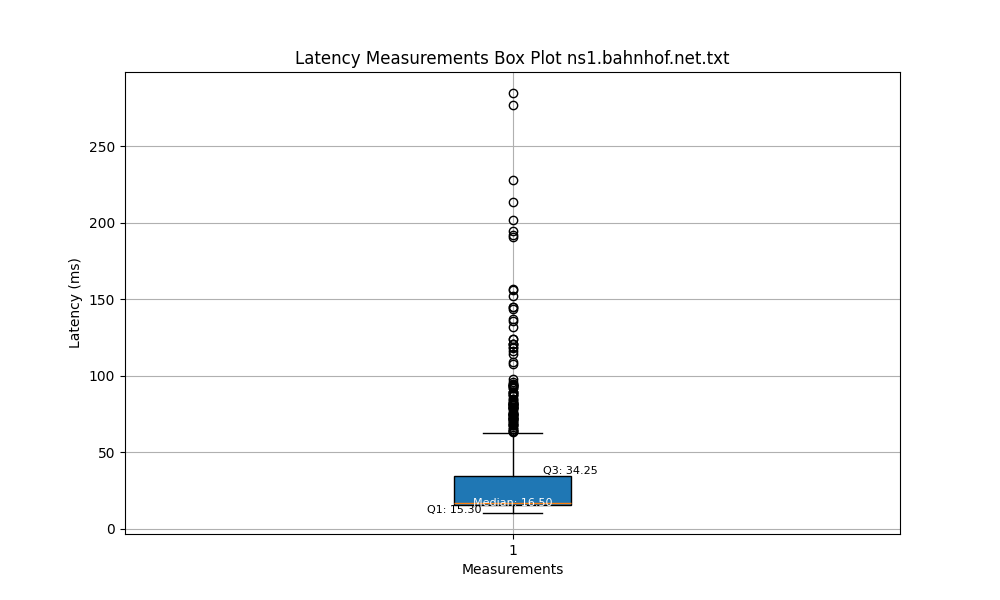 Latency Measurements Box Plot ns1.bahnhof.net.txt
250
200
150
100
50
0
Latency (ms)
Q3: 34.25
Median: 16.50
Q1: 15.30
1
Measurements